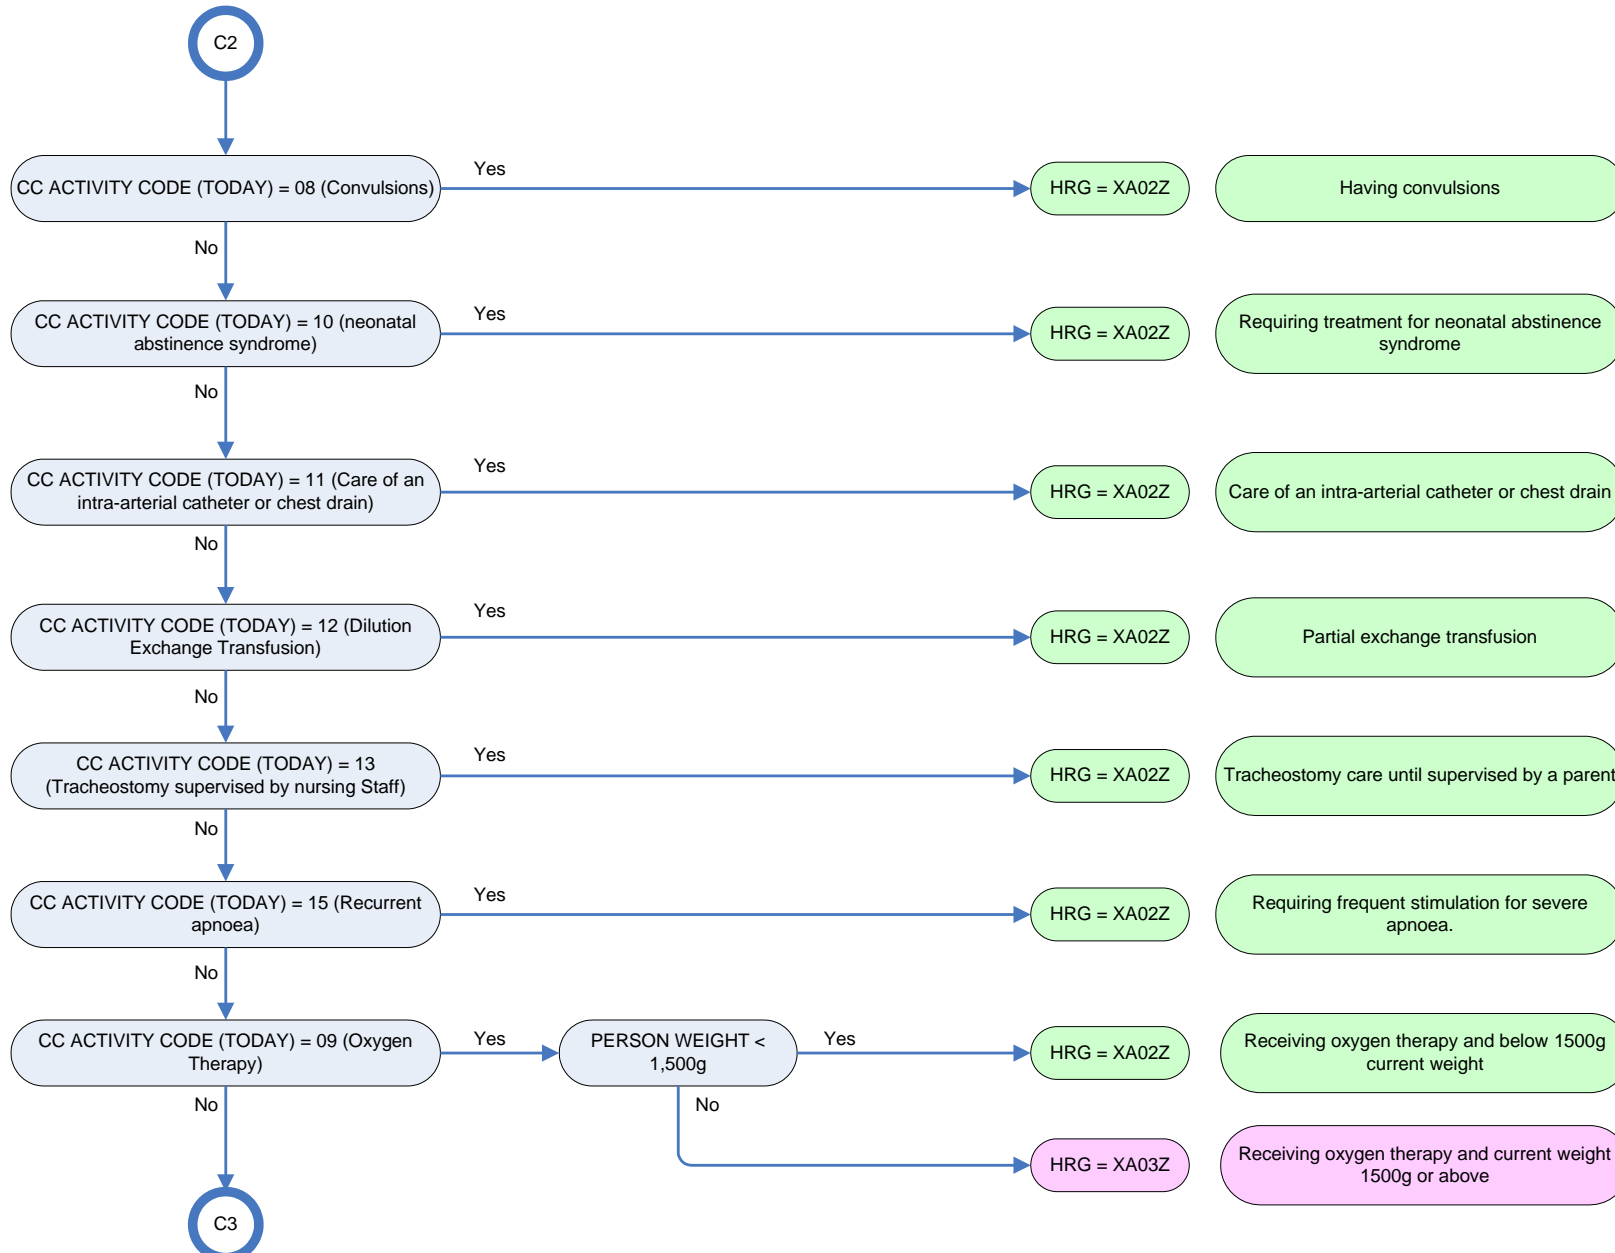 C2
CC ACTIVITY CODE (TODAY) = 08 (Convulsions)
Yes
HRG = XA02Z
Having convulsions
No
CC ACTIVITY CODE (TODAY) = 10 (neonatal
abstinence syndrome)
Yes
HRG = XA02Z
Requiring treatment for neonatal abstinence
syndrome
No
CC ACTIVITY CODE (TODAY) = 11 (Care of an
intra-arterial catheter or chest drain)
Yes
HRG = XA02Z
Care of an intra-arterial catheter or chest drain
No
CC ACTIVITY CODE (TODAY) = 12 (Dilution
Exchange Transfusion)
Yes
HRG = XA02Z
Partial exchange transfusion
No
CC ACTIVITY CODE (TODAY) = 13
(Tracheostomy supervised by nursing Staff)
Yes
HRG = XA02Z
Tracheostomy care until supervised by a parent
No
CC ACTIVITY CODE (TODAY) = 15 (Recurrent
apnoea)
Yes
HRG = XA02Z
Requiring frequent stimulation for severe
apnoea.
No
CC ACTIVITY CODE (TODAY) = 09 (Oxygen
Therapy)
Yes
PERSON WEIGHT <
1,500g
Yes
HRG = XA02Z
Receiving oxygen therapy and below 1500g
current weight
No
No
HRG = XA03Z
Receiving oxygen therapy and current weight
1500g or above
C3